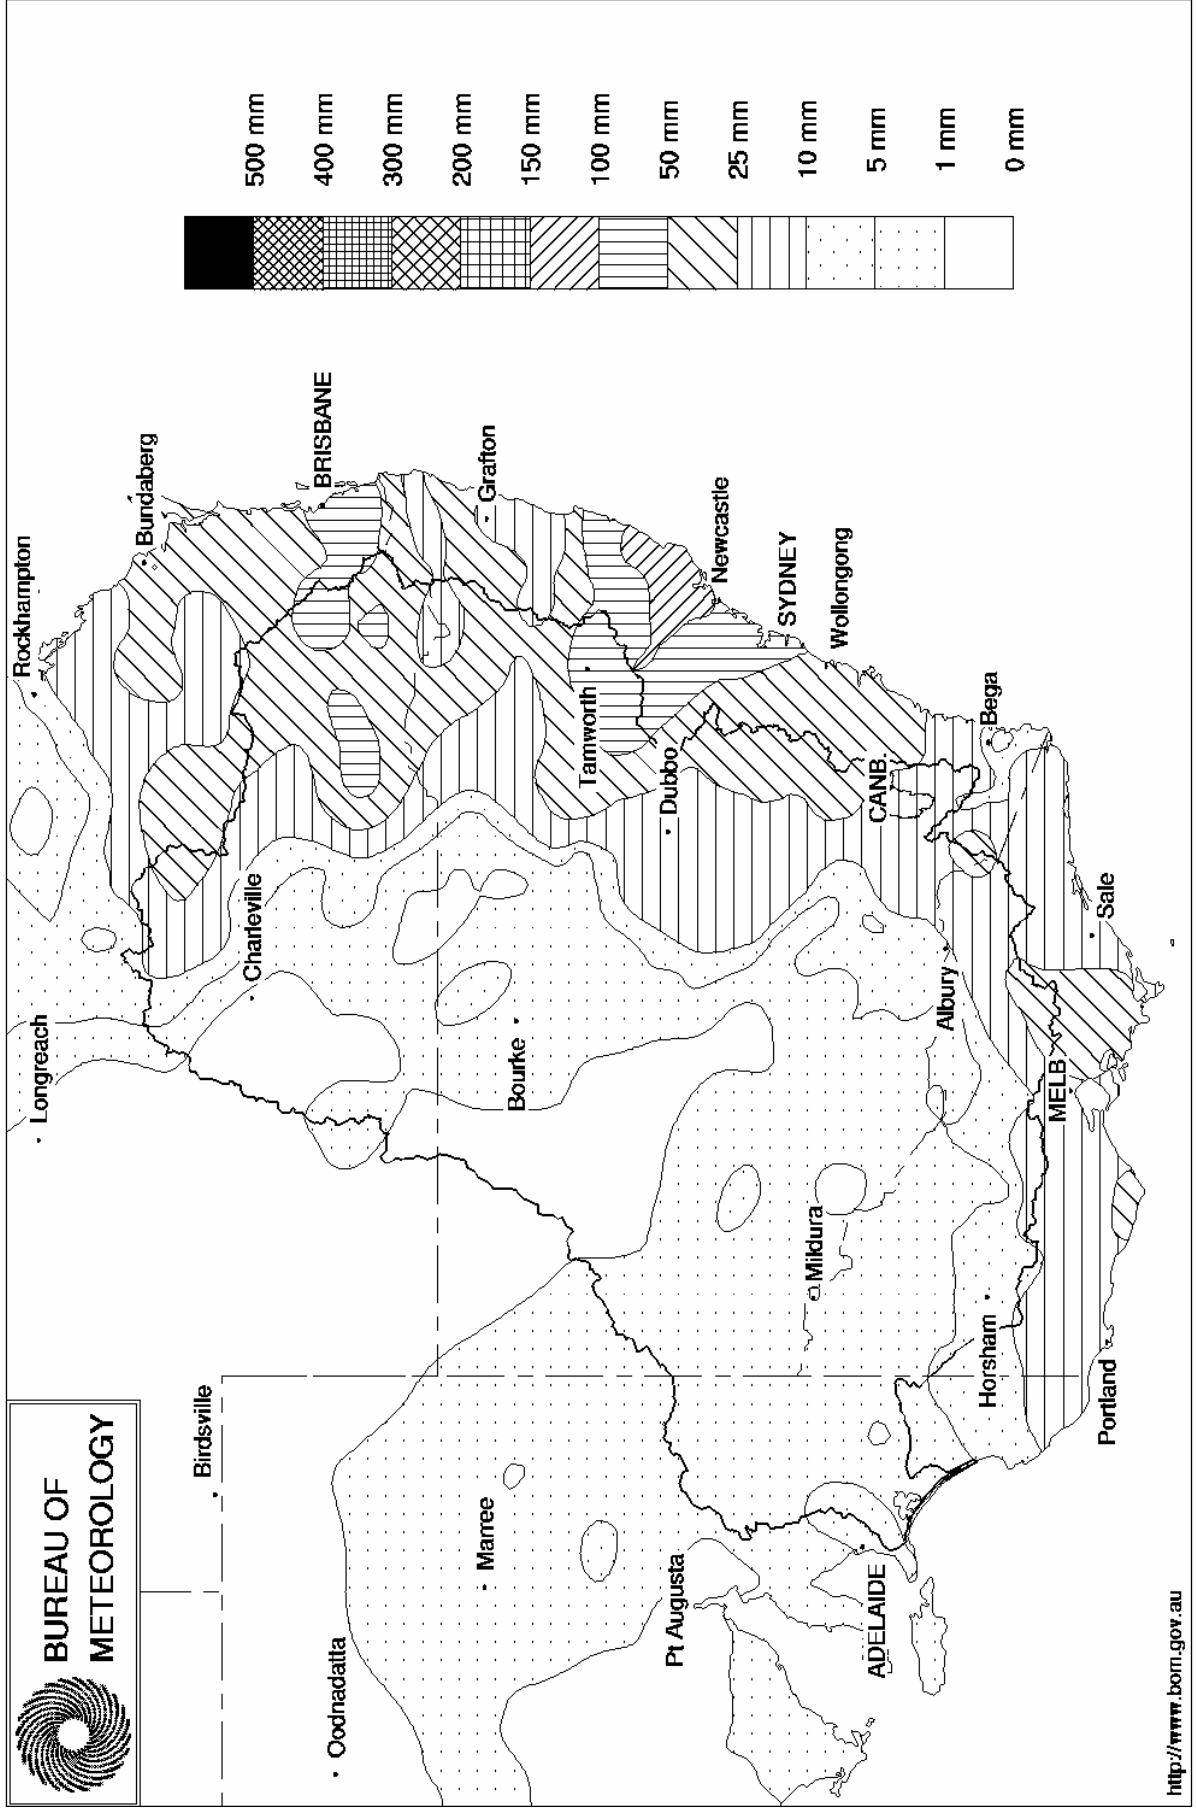 BUREAU OF
METEOROLOGY
Birdsville
Longreach
Rockhampton
Bundaberg
Oodnadatta
Charleville
BRISBANE
Marree
Bourke
Grafton
Pt Augusta
Tamworth
Dubbo
Newcastle
Mildura
SYDNEY
ADELAIDE
CANB.
Wollongong
Albury
Horsham
Bega
MELB
Sale
Portland
500 mm
400 mm
300 mm
200 mm
150 mm
100 mm
50 mm
25 mm
10 mm
5 mm
1 mm
0 mm
http://www.bom.gov.au